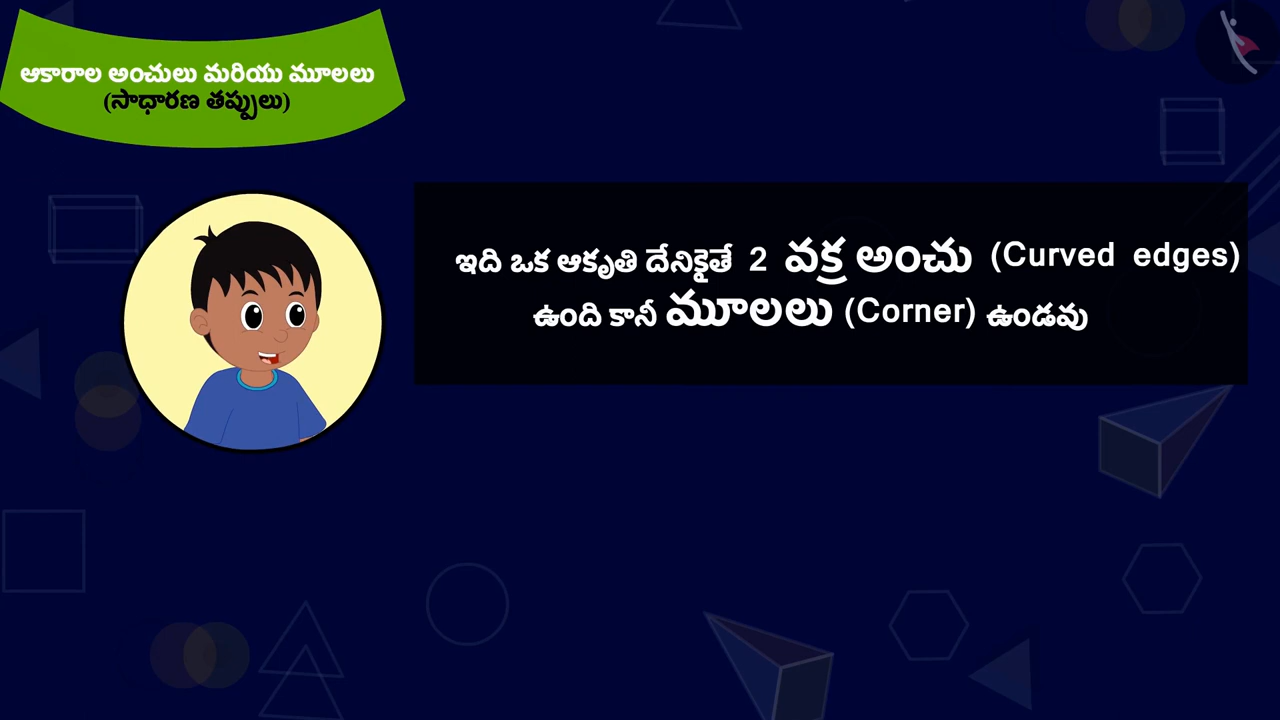 ఆకారాల అంచులు మరియు మూలలు
(సాధారణ తప్పులు)
ఇది ఒక ఆకృతి దేనికైతే 2 వక్ర అంచు (Curved edges)
ఉంది కానీ మూలలు (Corner) ఉండవు